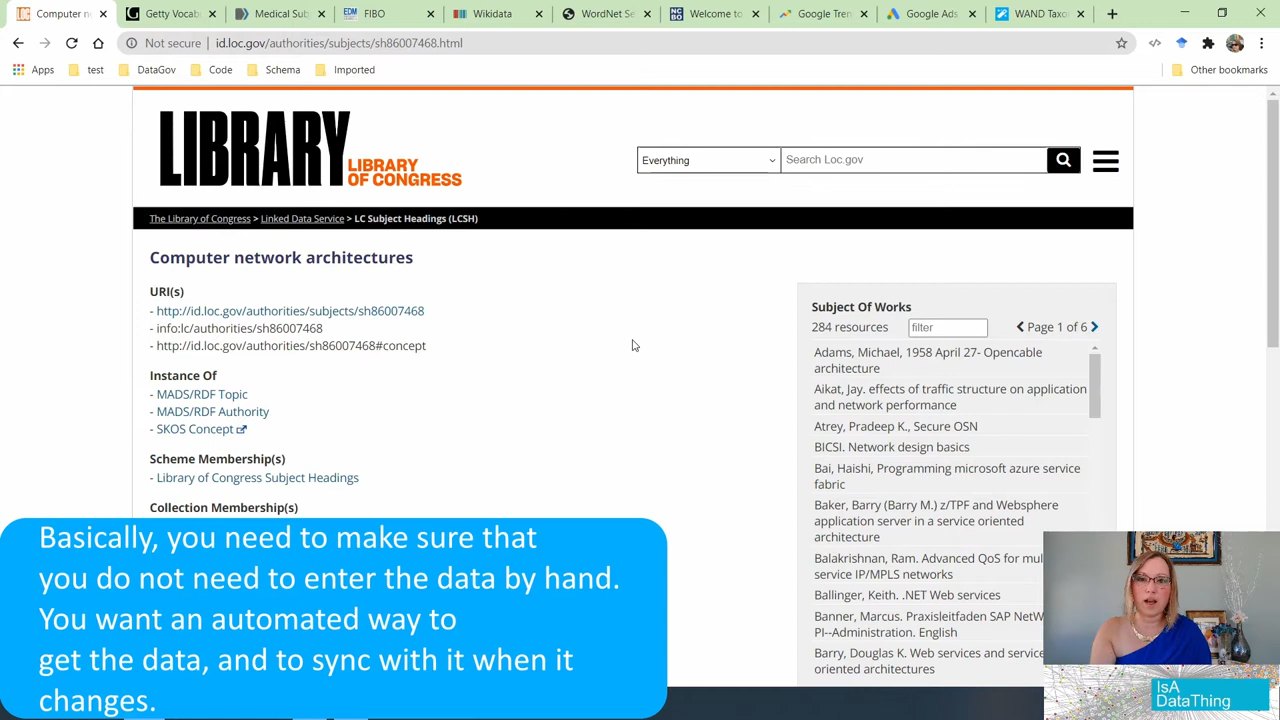 Computer n
Getty Vocab
Medical Sub
FIBO
Wikidata
WordNet Se
Welcome to
Google Tren
Google Ads
WAND Taxo
Not secure
id.loc.gov/authorities/subjects/sh86007468.html
Apps
test
DataGov
Code
Schema
Imported
Other bookmarks
LIBRARY
LIBRARY
OF CONGRESS
Everything
Search Loc.gov
The Library of Congress > Linked Data Service > LC Subject Headings (LCSH)
Computer network architectures
URI(s)
- http://id.loc.gov/authorities/subjects/sh86007468
- info:lc/authorities/sh86007468
- http://id.loc.gov/authorities/sh86007468#concept
Instance Of
- MADS/RDF Topic
- MADS/RDF Authority
- SKOS Concept
Scheme Membership(s)
- Library of Congress Subject Headings
Collection Membership(s)
Subject Of Works
284 resources
filter
Page 1 of 6
Adams, Michael, 1958 April 27- Opencable
architecture
Aikat, Jay. effects of traffic structure on application
and network performance
Atrey, Pradeep K., Secure OSN
BICSI. Network design basics
Bai, Haishi, Programming microsoft azure service
fabric
Baker, Barry (Barry M.) z/TPF and Websphere
application server in a service oriented
architecture
Balakrishnan, Ram. Advanced QoS for mul
service IP/MPLS networks
Ballinger, Keith. .NET Web services
Banner, Marcus. Praxisleitfaden SAP NetW
PI--Administration. English
Barry, Douglas K. Web services and service
oriented architectures
Basically, you need to make sure that
you do not need to enter the data by hand.
You want an automated way to
get the data, and to sync with it when it
changes.
IsA
DataThing